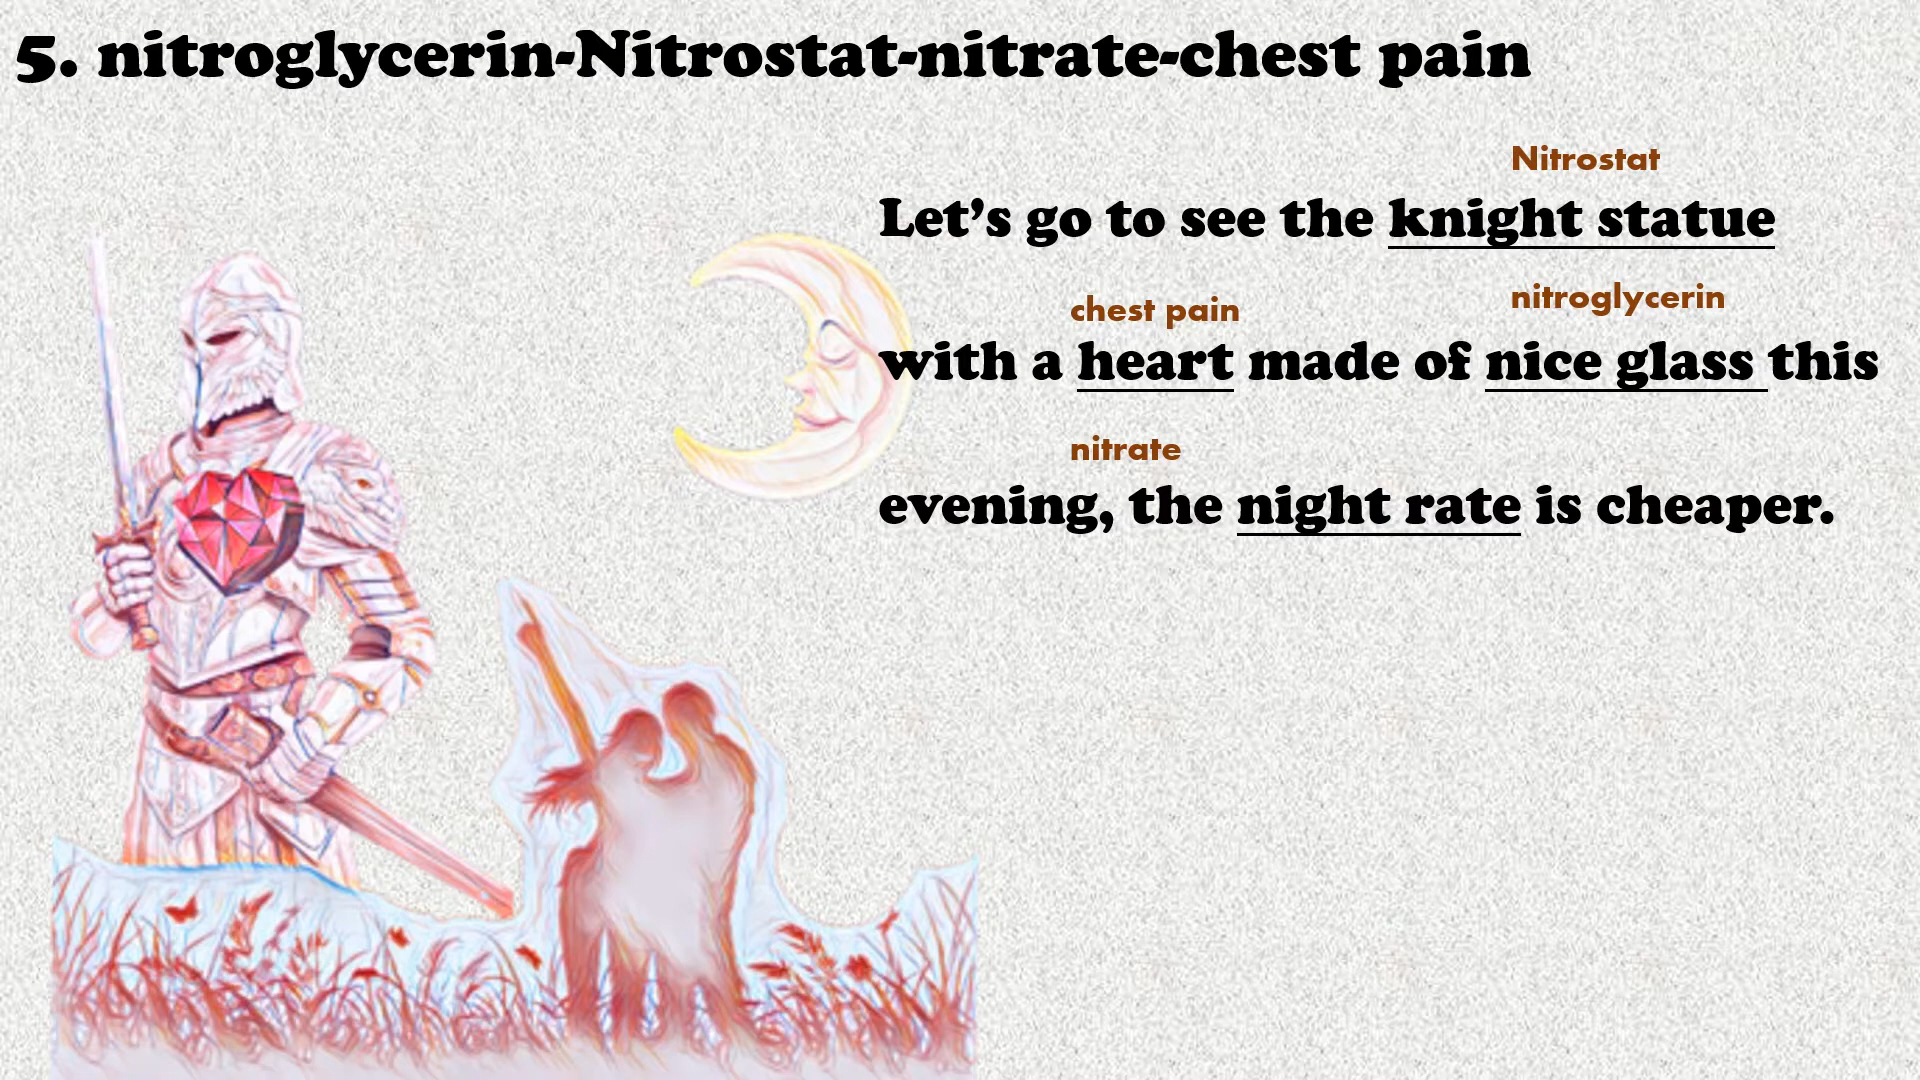 5. nitroglycerin-Nitrostat-nitrate-chest pain
Nitrostat
Let’s go to see the knight statue
chest pain nitroglycerin
with a heart made of nice glass this
nitrate
evening, the night rate is cheaper.